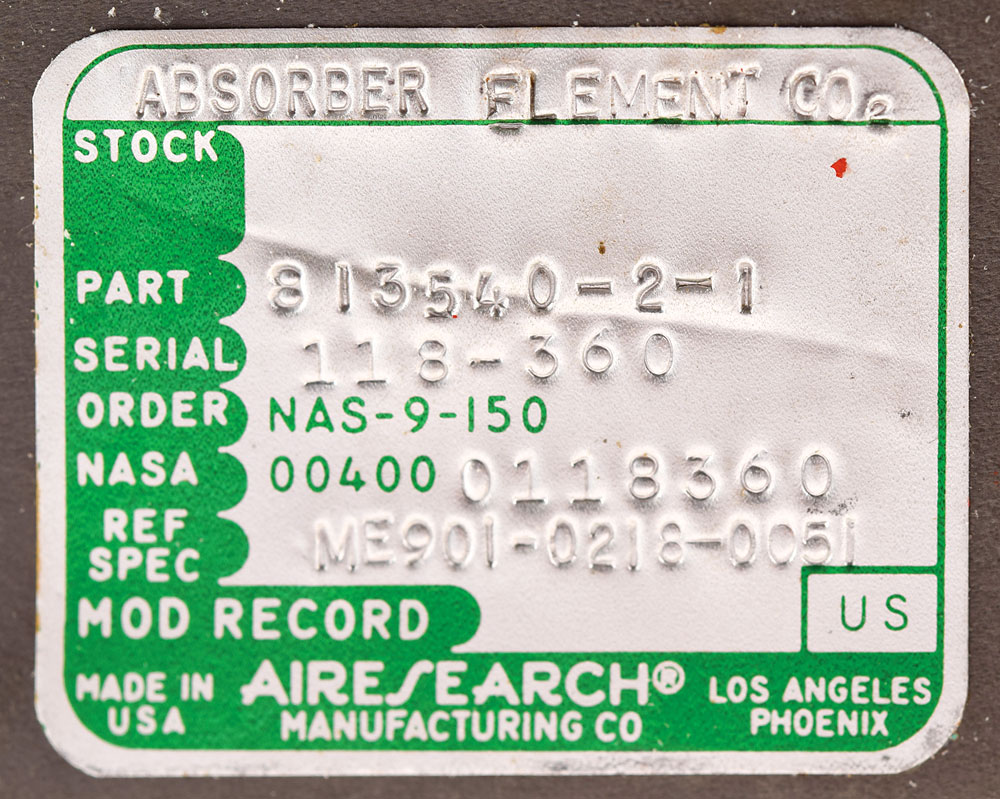 ABSORBER ELEMENT CO₂
STOCK
PART 813540-2-1
SERIAL 118-360
ORDER NAS-9-150
NASA 00400 0118360
REF SPEC ME901-0218-0051
MOD RECORD
US
MADE IN USA
AIRESEARCH®
MANUFACTURING CO
LOS ANGELES
PHOENIX